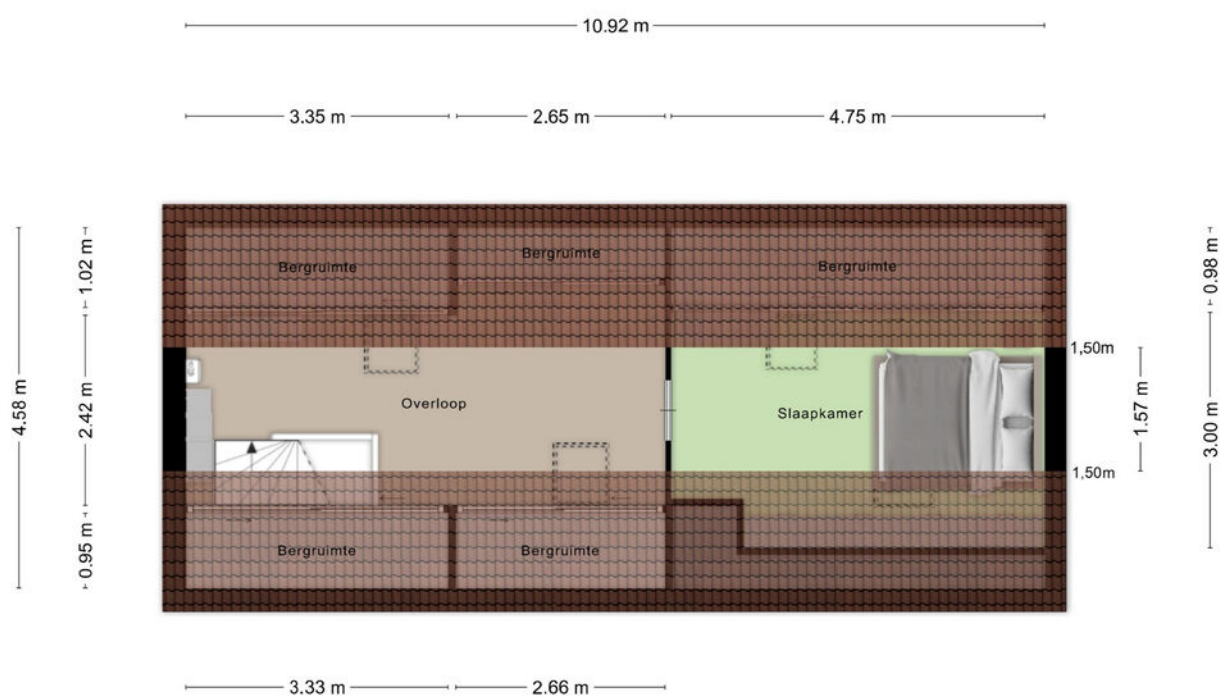 10.92 m
3.35 m
2.65 m
4.75 m
Bergruimte
Bergruimte
Bergruimte
4.58 m
1.02 m
2.42 m
0.95 m
Overloop
Slaapkamer
1,50m
1,50m
1.57 m
0.98 m
3.00 m
Bergruimte
Bergruimte
3.33 m
2.66 m